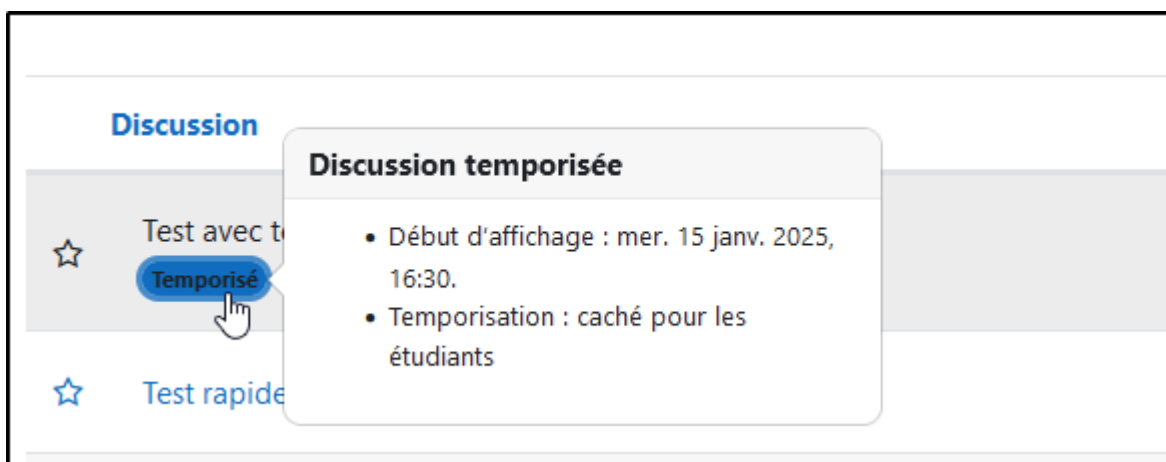 Discussion
Discussion temporisée
Test avec t
• Début d'affichage : mer. 15 janv. 2025,
16:30.
Temporisé
• Temporisation : caché pour les
étudiants
Test rapide